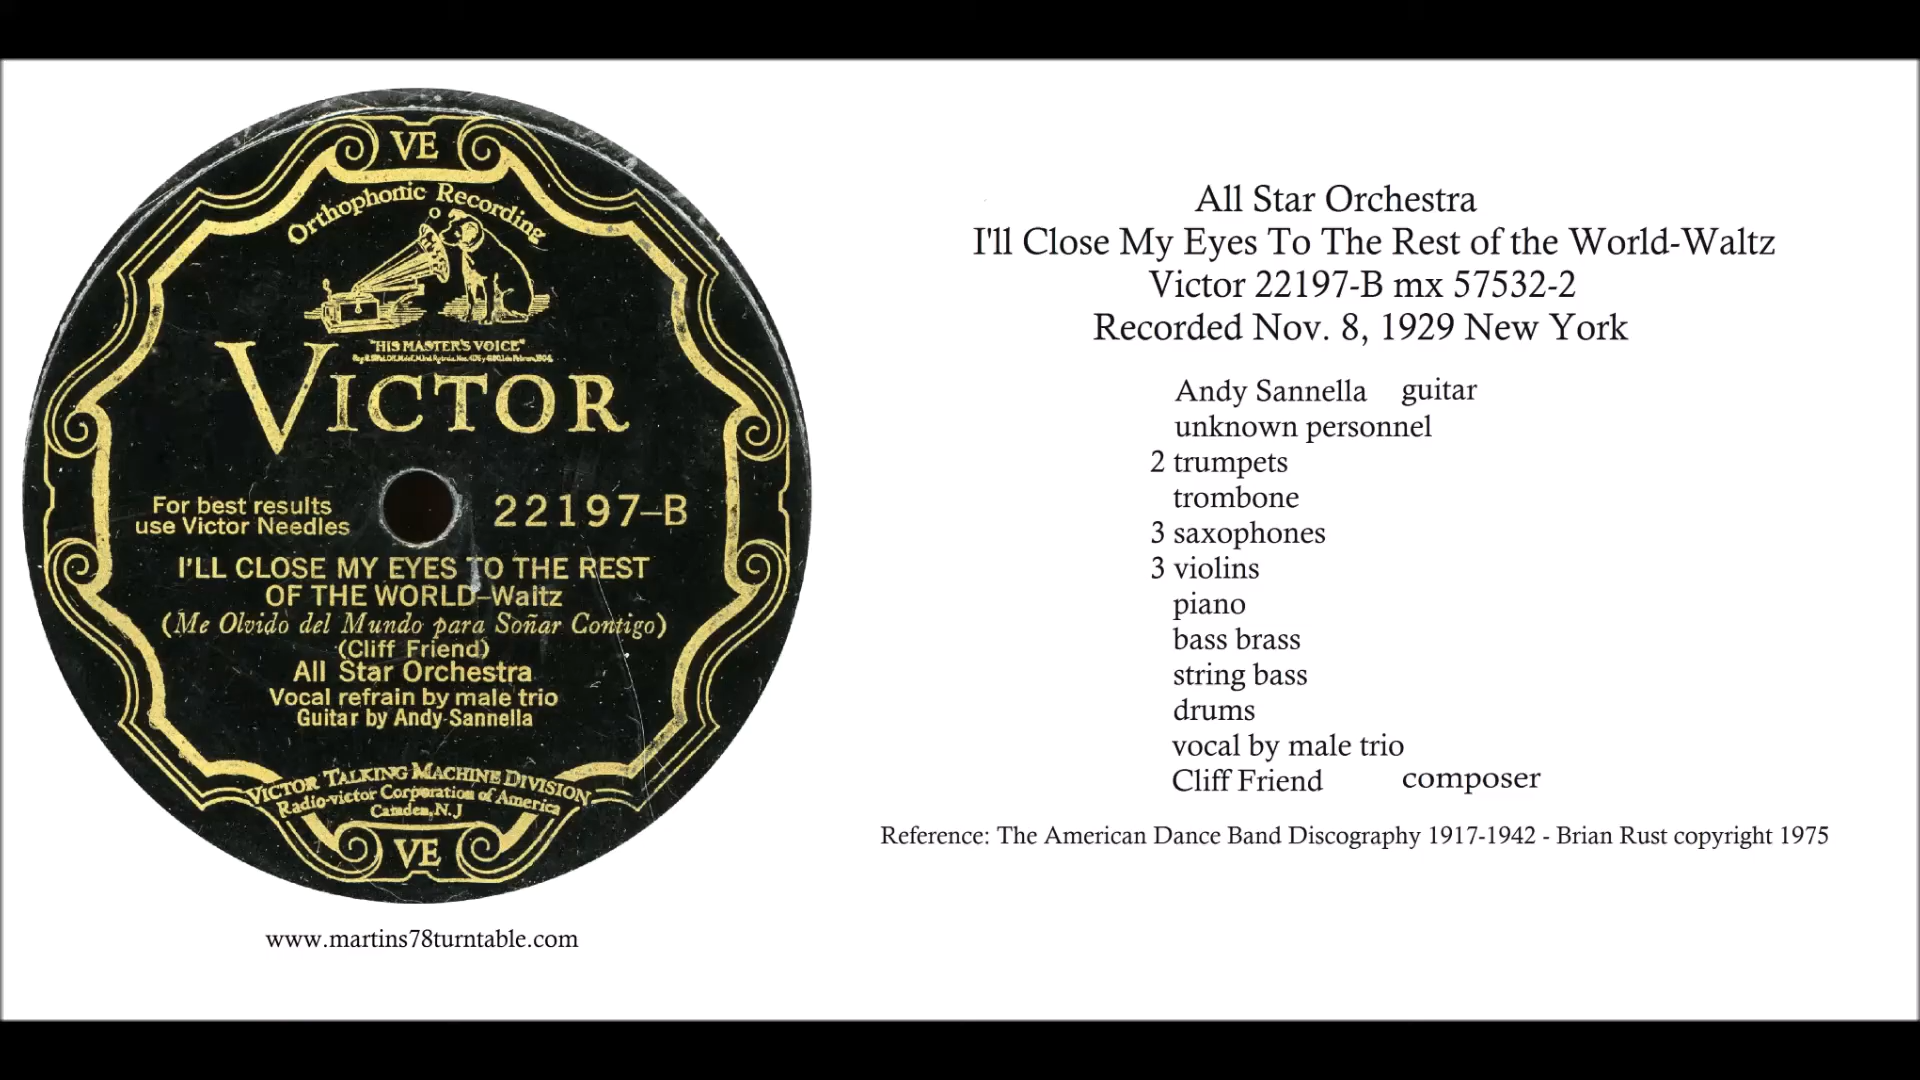 VE
Orthophonic Recording
"HIS MASTER'S VOICE"
VICTOR
For best results
use Victor Needles
22197-B
I'LL CLOSE MY EYES TO THE REST
OF THE WORLD-Waltz
(Me Olvido del Mundo para Soñar Contigo)
(Cliff Friend)
All Star Orchestra
Vocal refrain by male trio
Guitar by Andy Sannella
VICTOR TALKING MACHINE DIVISION
Radio-victor Corporation of America
Camden, N.J
VE
www.martins78turntable.com
All Star Orchestra
I'll Close My Eyes To The Rest of the World-Waltz
Victor 22197-B mx 57532-2
Recorded Nov. 8, 1929 New York
Andy Sannella guitar
unknown personnel
2 trumpets
trombone
3 saxophones
3 violins
piano
bass brass
string bass
drums
vocal by male trio
Cliff Friend composer
Reference: The American Dance Band Discography 1917-1942 - Brian Rust copyright 1975